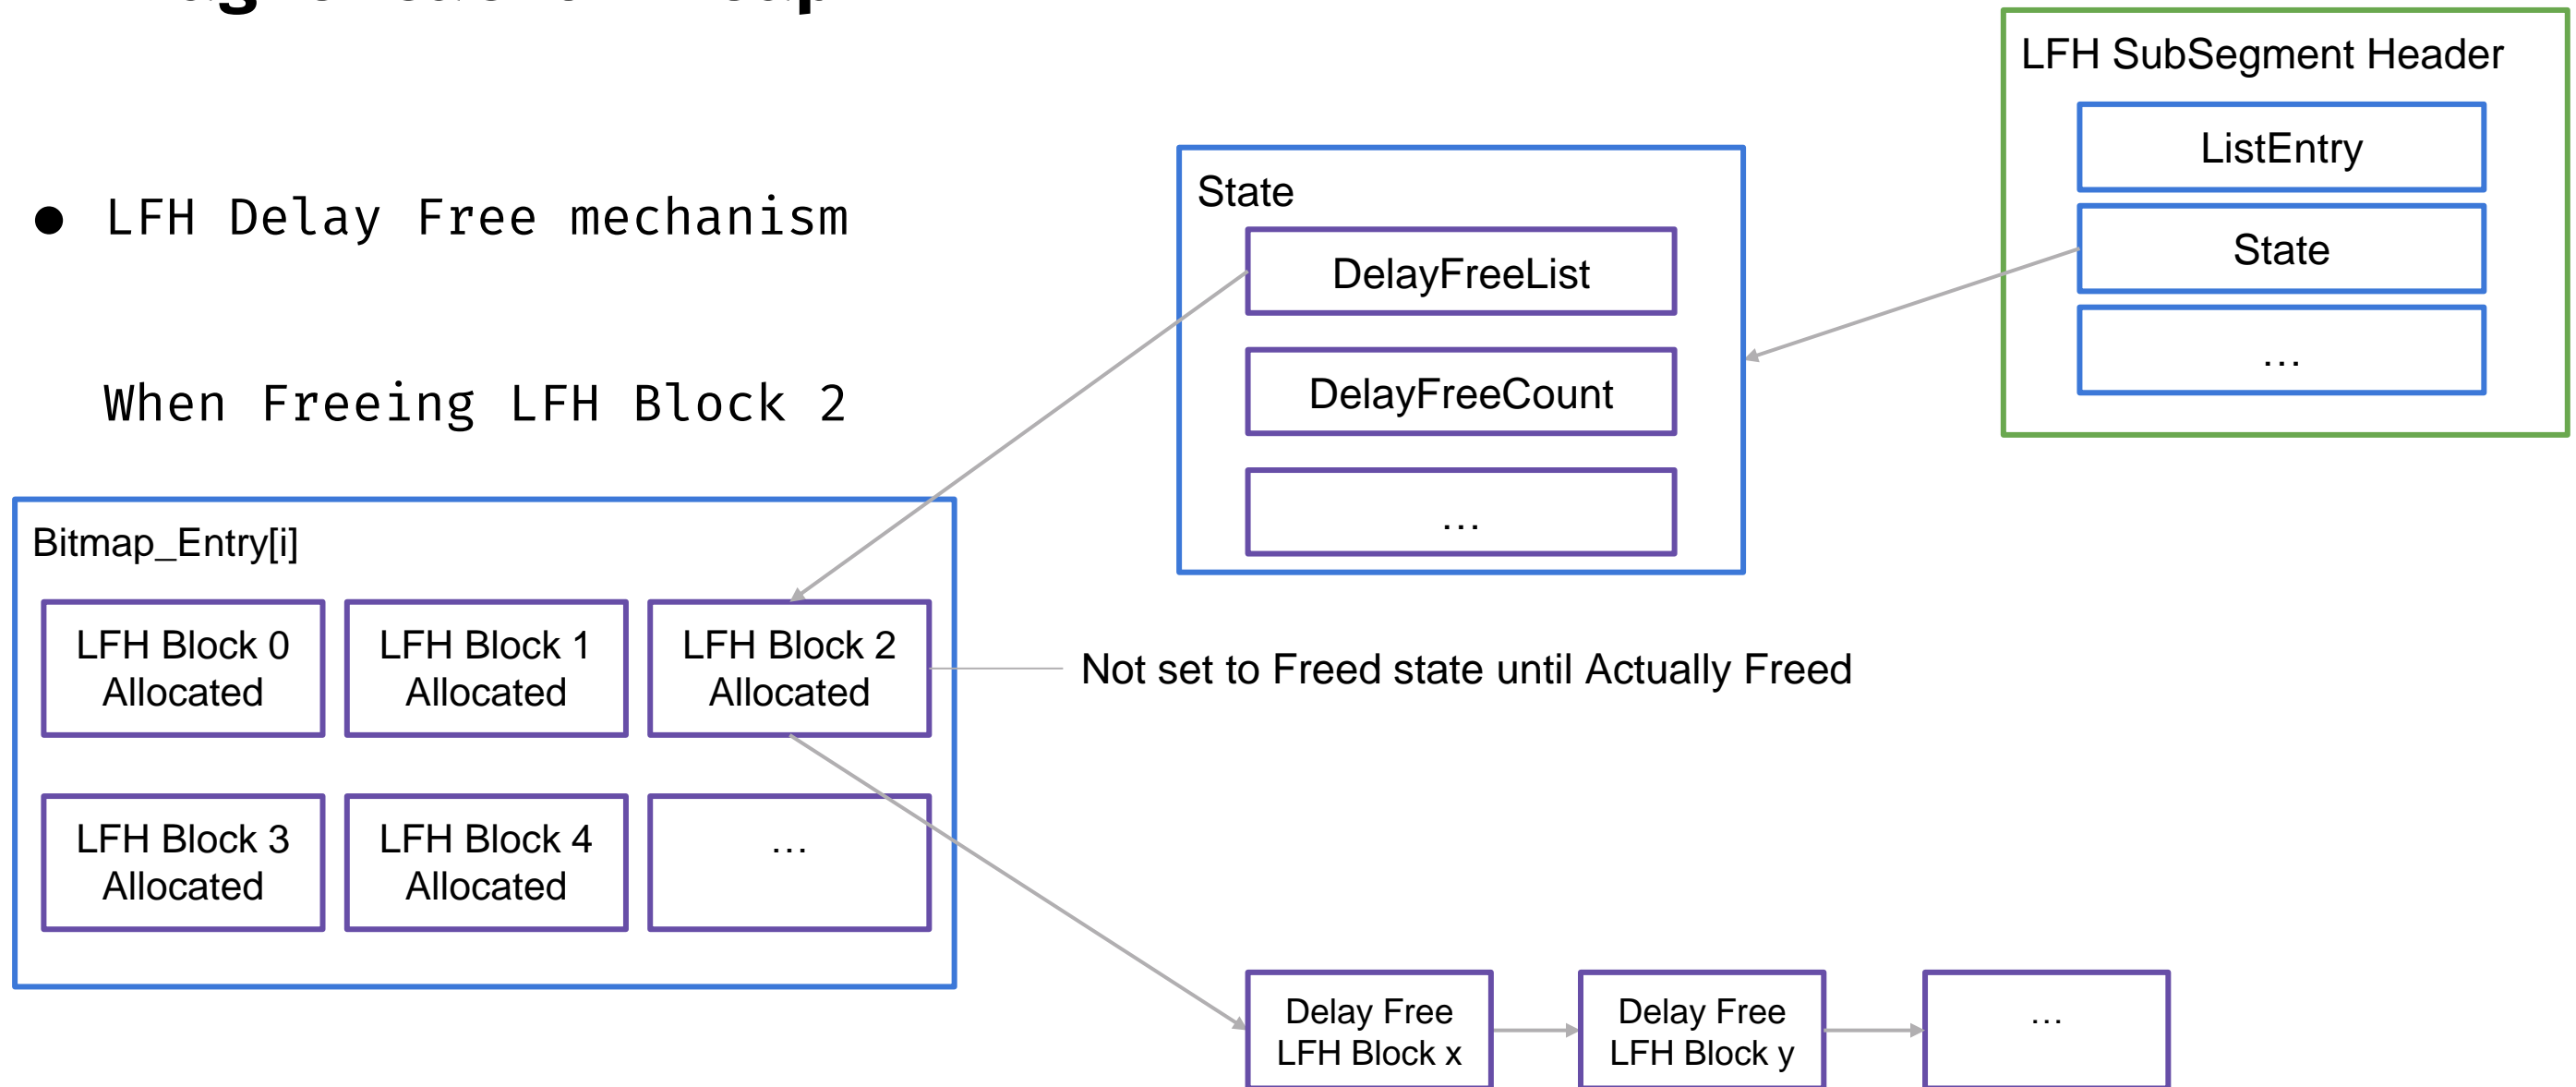 ● LFH Delay Free mechanism
When Freeing LFH Block 2
LFH SubSegment Header
ListEntry
State
...
State
DelayFreeList
DelayFreeCount
...
Bitmap_Entry[i]
LFH Block 0
Allocated
LFH Block 1
Allocated
LFH Block 2
Allocated
Not set to Freed state until Actually Freed
LFH Block 3
Allocated
LFH Block 4
Allocated
...
Delay Free
LFH Block x
Delay Free
LFH Block y
...